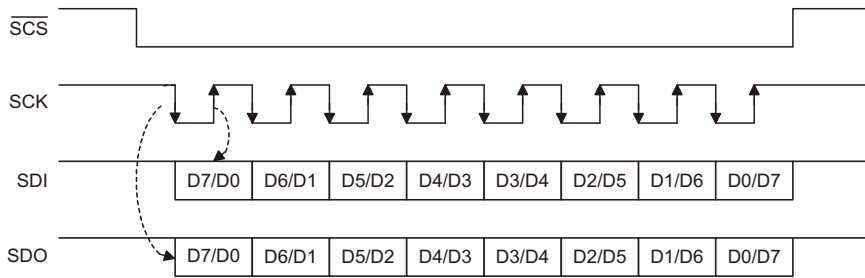 SCS
SCK
SDI D7/D0 D6/D1 D5/D2 D4/D3 D3/D4 D2/D5 D1/D6 D0/D7
SDO D7/D0 D6/D1 D5/D2 D4/D3 D3/D4 D2/D5 D1/D6 D0/D7